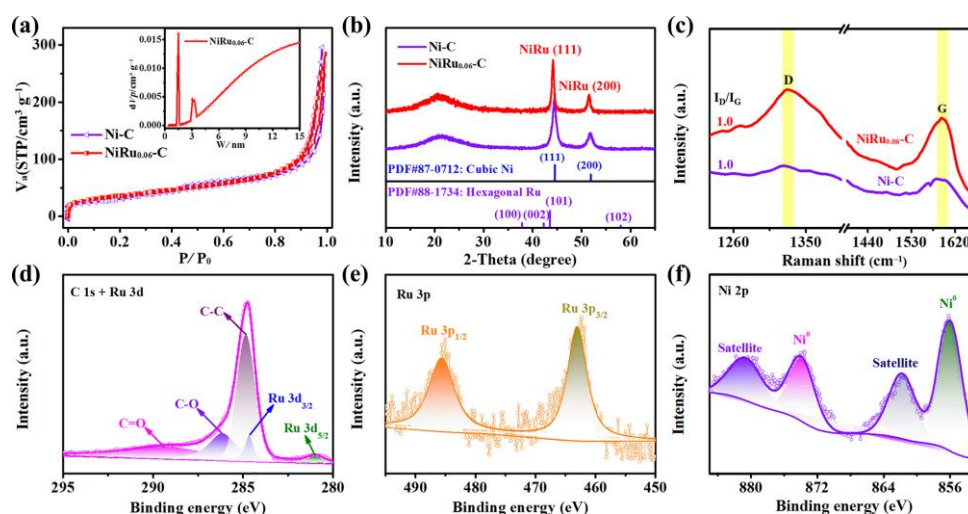 (a)
V_a(STP/cm³ g⁻¹)
300
200
100
0
0.0 0.2 0.4 0.6 0.8 1.0
P/P₀
Ni-C
NiRu₀.₀₆-C
dV_p(/cm³ g⁻¹)
0.015
0.010
0.005
0.000
0 3 6 9 12 15
W/ nm
NiRu₀.₀₆-C
(b)
Intensity (a.u.)
Ni-C
NiRu₀.₀₆-C
NiRu (111)
NiRu (200)
(111)
(200)
PDF#87-0712: Cubic Ni
PDF#88-1734: Hexagonal Ru
(101)
(100) (002)
(102)
10 20 30 40 50 60
2-Theta (degree)
(c)
Intensity (a.u.)
D
G
I_D/I_G
1.0
NiRu₀.₀₆-C
1.0
Ni-C
1260 1350 1440 1530 1620
Raman shift (cm⁻¹)
(d)
C 1s + Ru 3d
Intensity (a.u.)
C-C
C-O
C=O
Ru 3d₃/₂
Ru 3d₅/₂
295 290 285 280
Binding energy (eV)
(e)
Ru 3p
Intensity (a.u.)
Ru 3p₁/₂
Ru 3p₃/₂
490 480 470 460 450
Binding energy (eV)
(f)
Ni 2p
Intensity (a.u.)
Satellite
Ni⁰
Satellite
Ni⁰
880 872 864 856
Binding energy (eV)